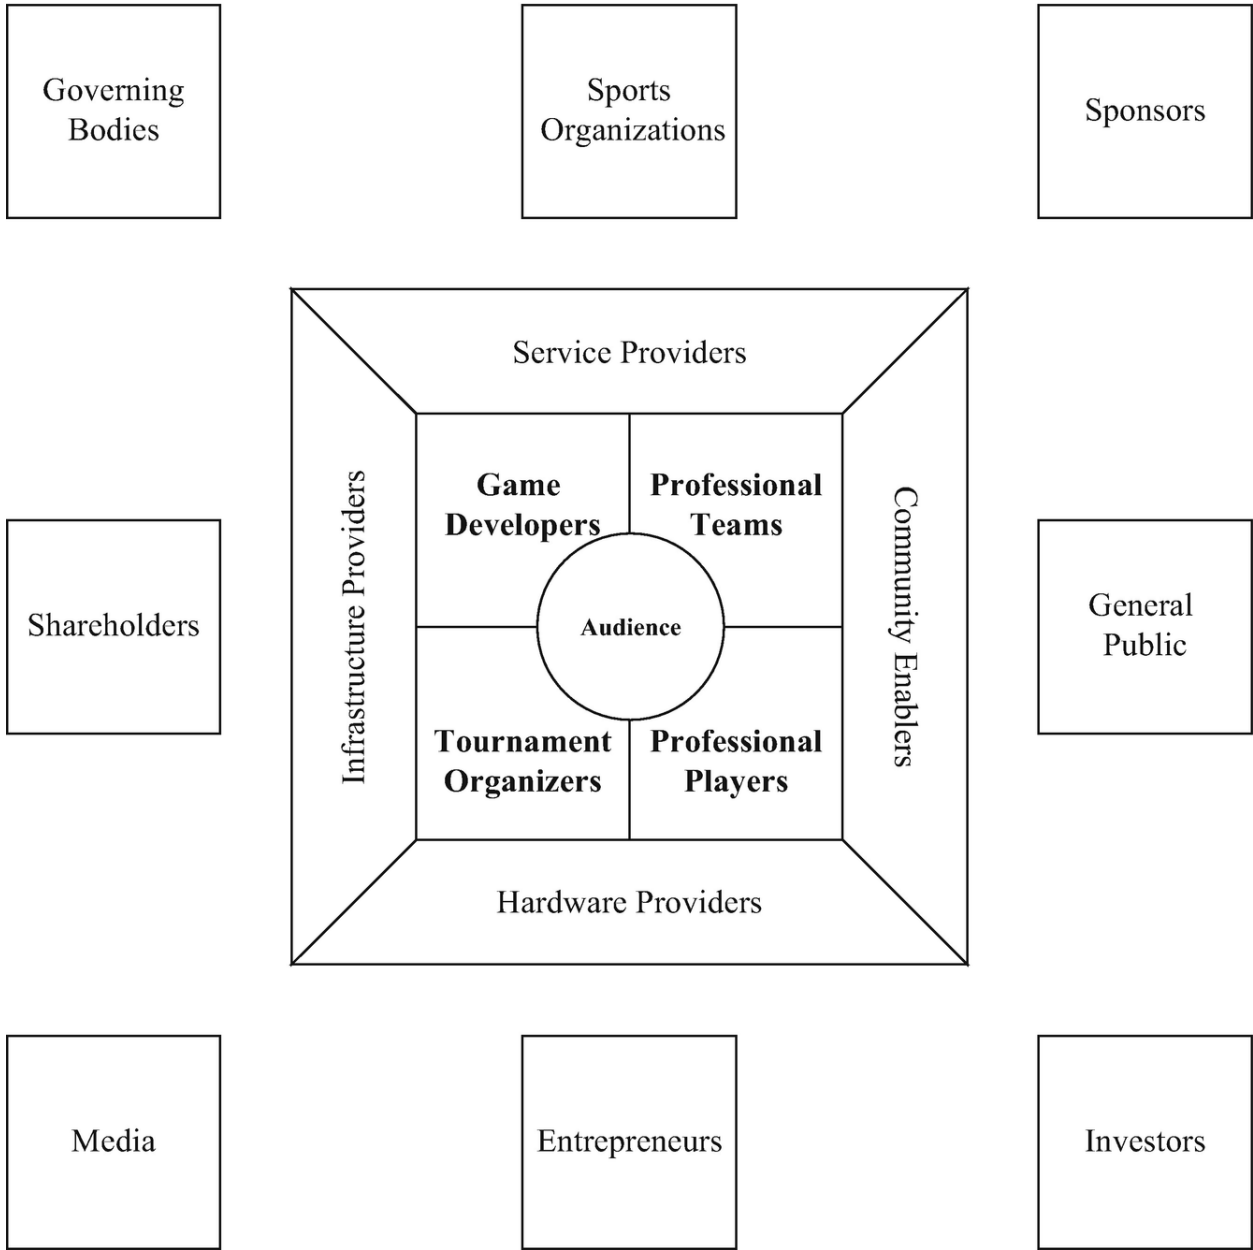 Governing
Bodies
Sports
Organizations
Sponsors
Service Providers
Infrastructure Providers
Game
Developers
Professional
Teams
Community Enablers
Shareholders
Audience
General
Public
Tournament
Organizers
Professional
Players
Hardware Providers
Media
Entrepreneurs
Investors